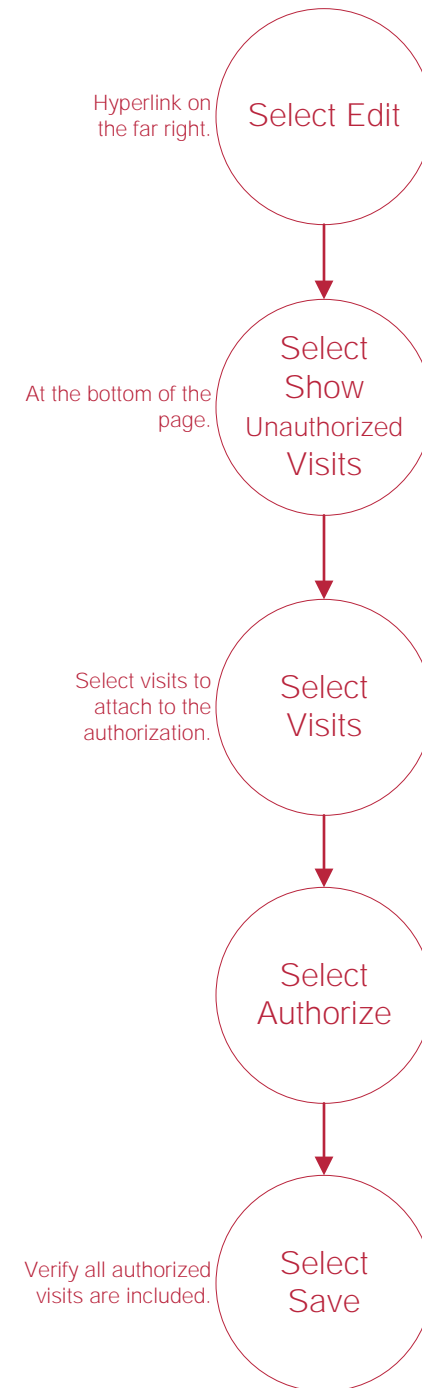 Hyperlink on
the far right.
Select Edit
At the bottom of the
page.
Select
Show
Unauthorized
Visits
Select visits to
attach to the
authorization.
Select
Visits
Select
Authorize
Verify all authorized
visits are included.
Select
Save